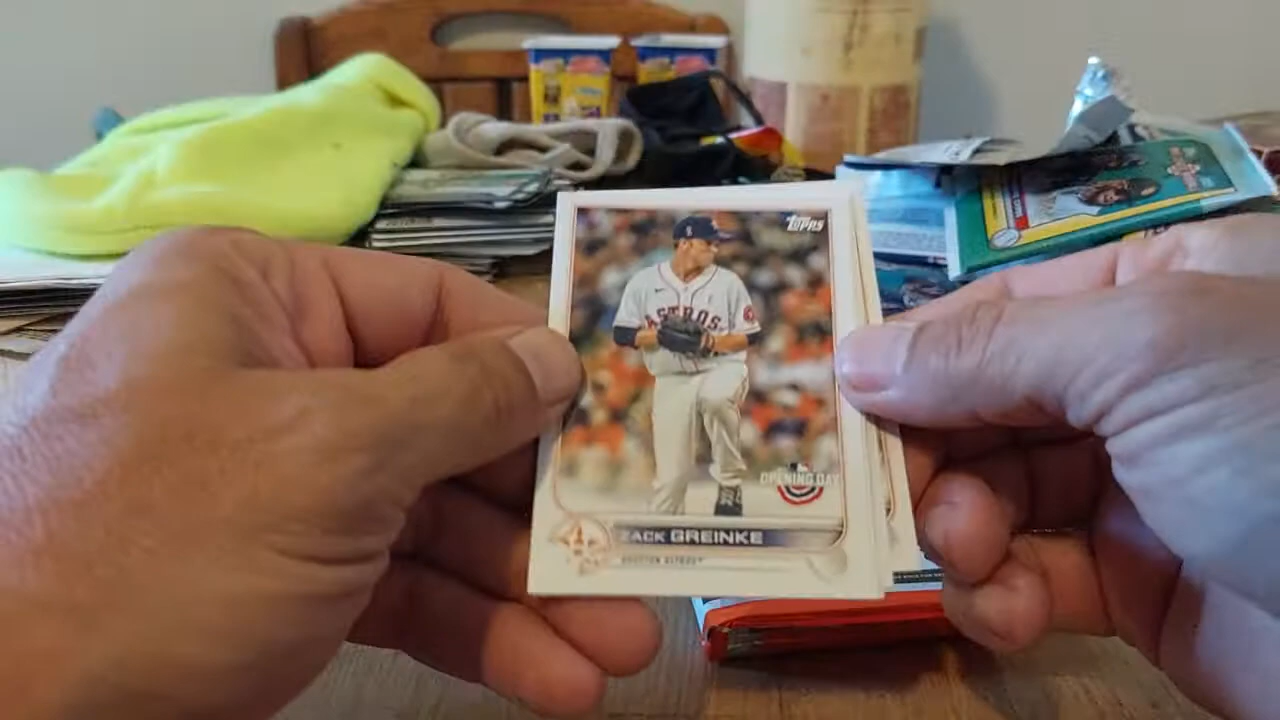 Topps
ASTROS
OPENING DAY
ZACK GREINKE
HOUSTON ASTROS